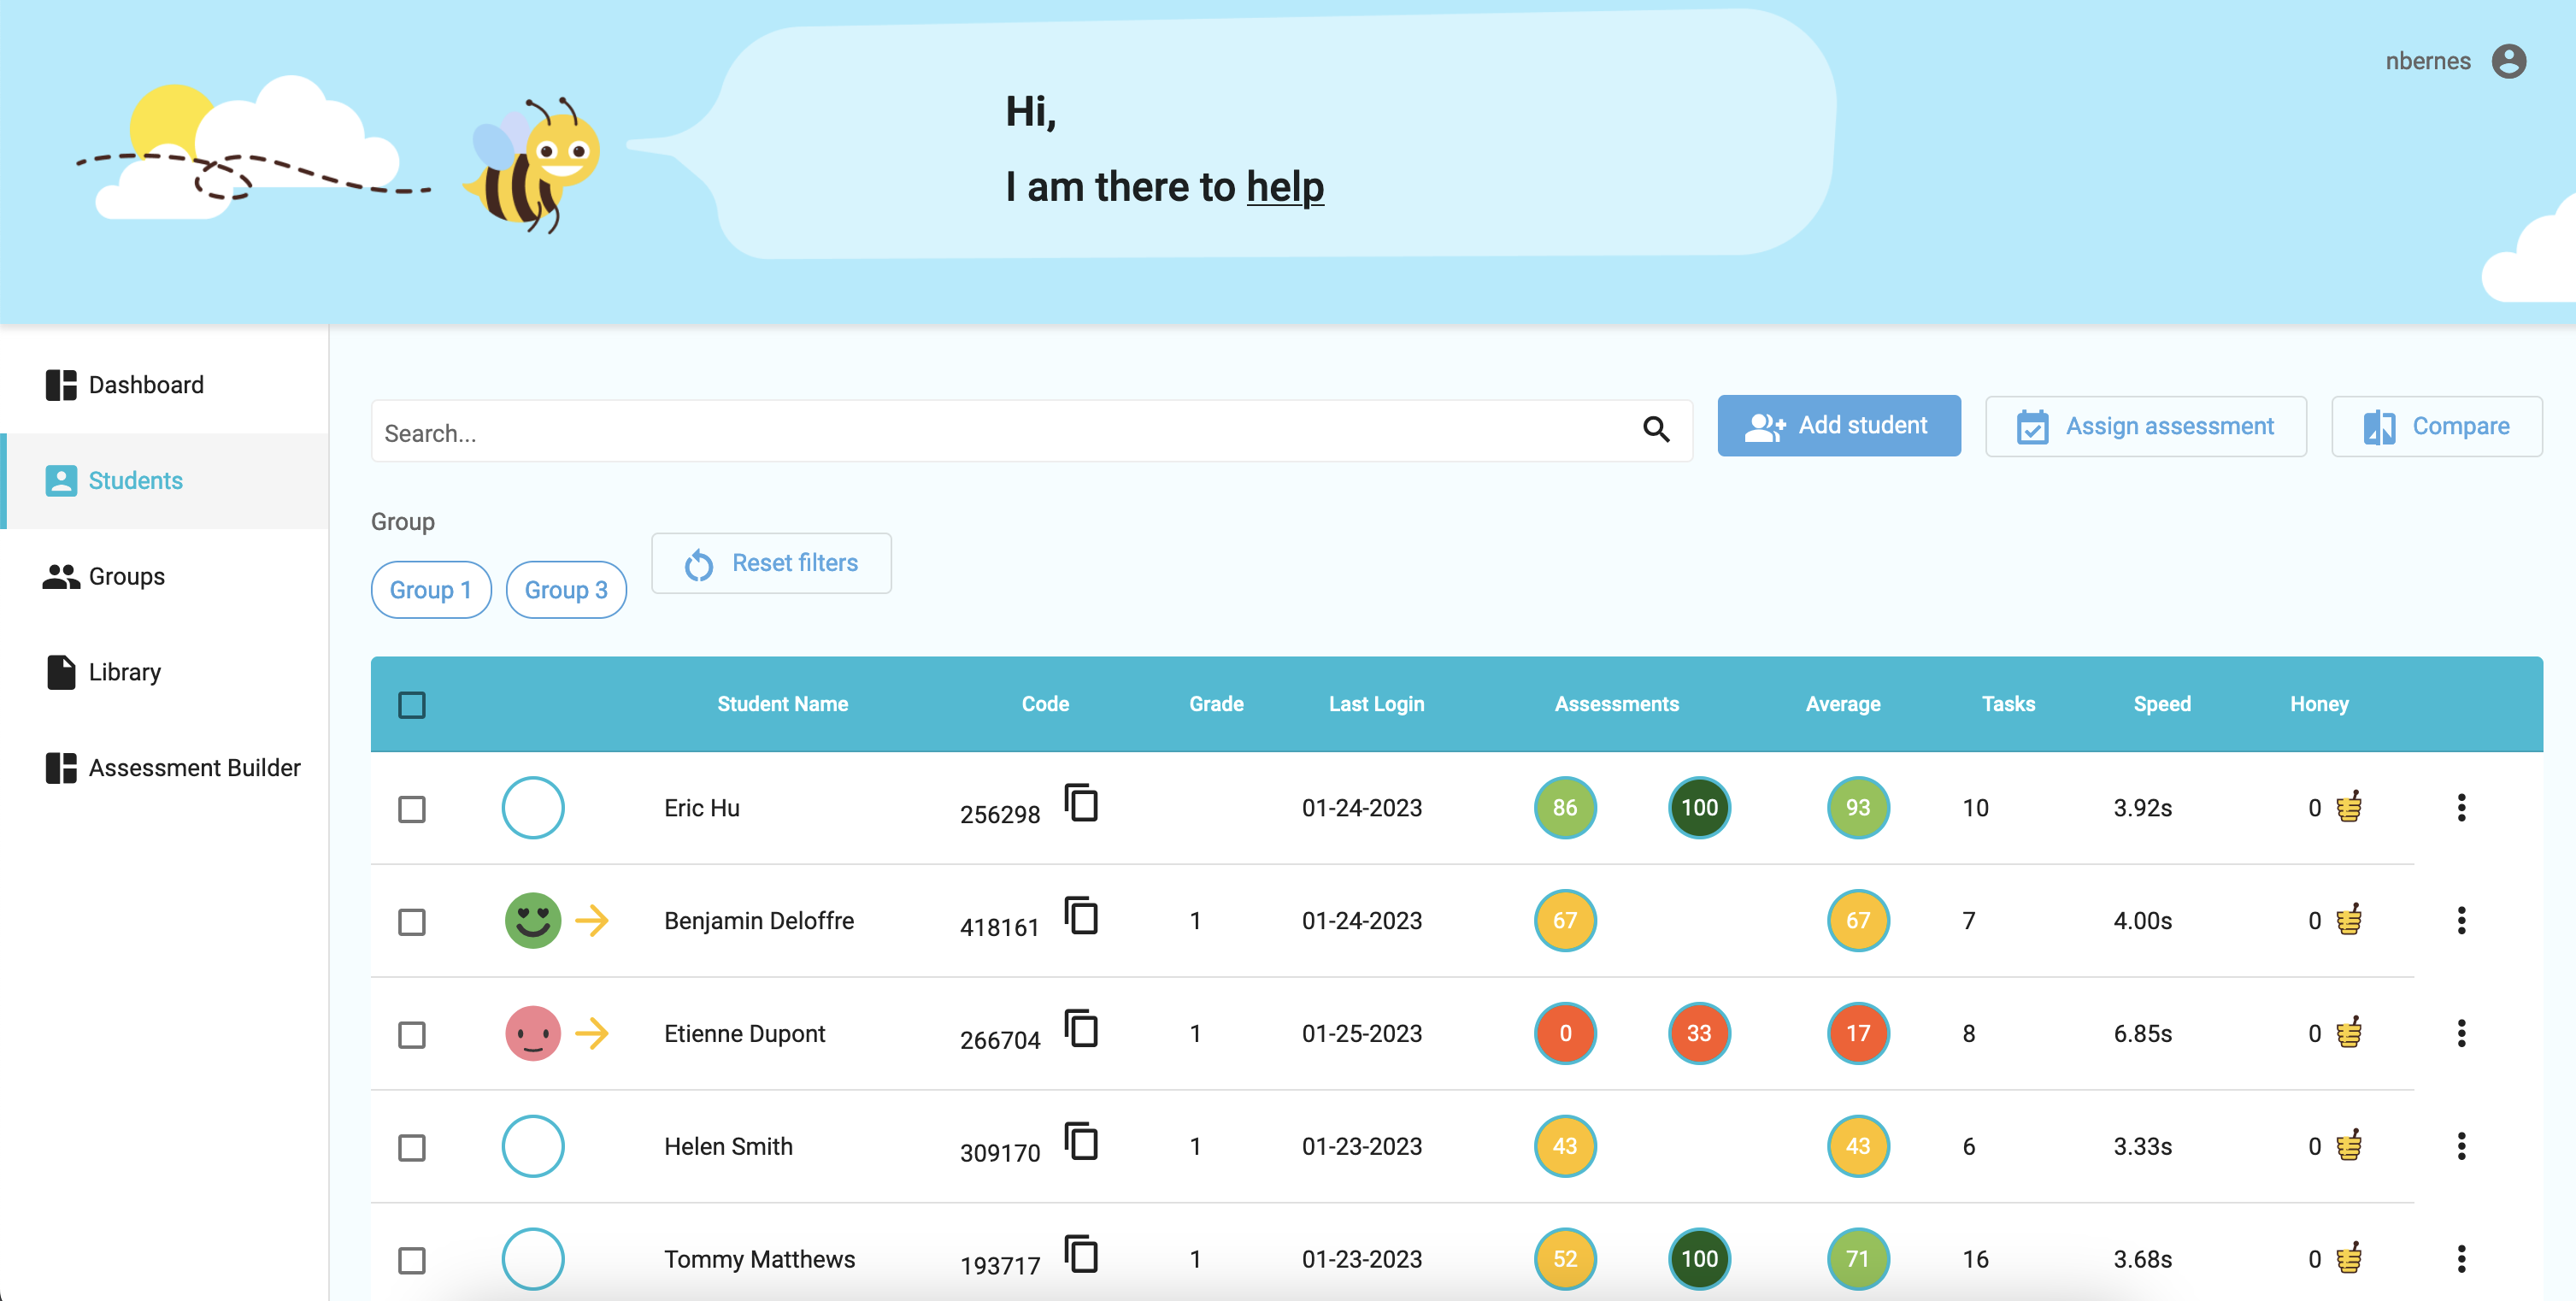 nbernes
Hi,
I am there to help
Dashboard
Students
Groups
Library
Assessment Builder
Search...
Add student
Assign assessment
Compare
Group
Group 1
Group 3
Reset filters
Student Name Code Grade Last Login Assessments Average Tasks Speed Honey
Eric Hu 256298 01-24-2023 86 100 93 10 3.92s 0
Benjamin Deloffre 418161 1 01-24-2023 67 67 7 4.00s 0
Etienne Dupont 266704 1 01-25-2023 0 33 17 8 6.85s 0
Helen Smith 309170 1 01-23-2023 43 43 6 3.33s 0
Tommy Matthews 193717 1 01-23-2023 52 100 71 16 3.68s 0